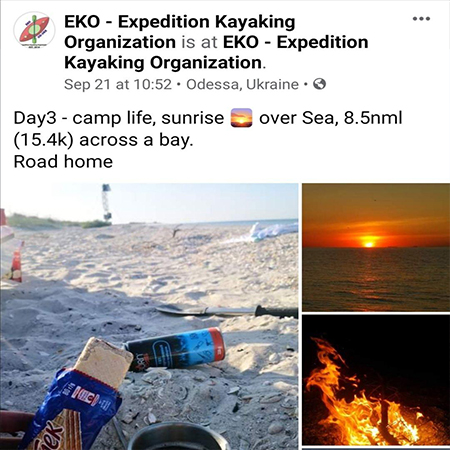 EKO - Expedition Kayaking
Organization is at EKO - Expedition
Kayaking Organization.
Sep 21 at 10:52 • Odessa, Ukraine •
Day3 - camp life, sunrise 🌅 over Sea, 8.5nml
(15.4k) across a bay.
Road home